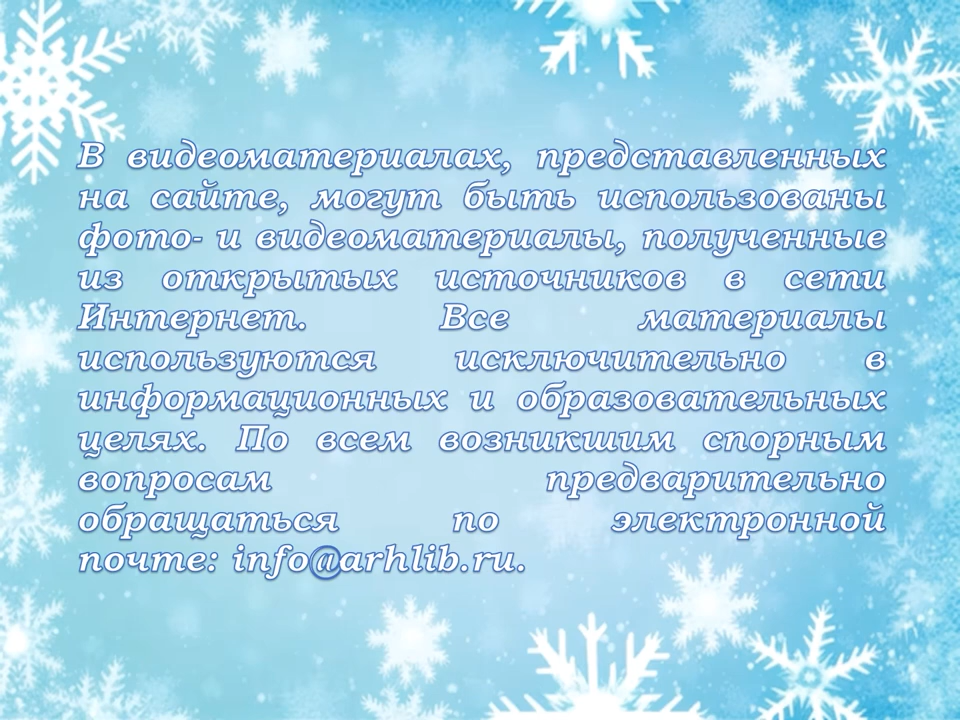 В видеоматериалах, представленных
на сайте, могут быть использованы
фото- и видеоматериалы, полученные
из открытых источников в сети
Интернет. Все материалы
используются исключительно в
информационных и образовательных
целях. По всем возникшим спорным
вопросам предварительно
обращаться по электронной
почте: info@arhlib.ru.